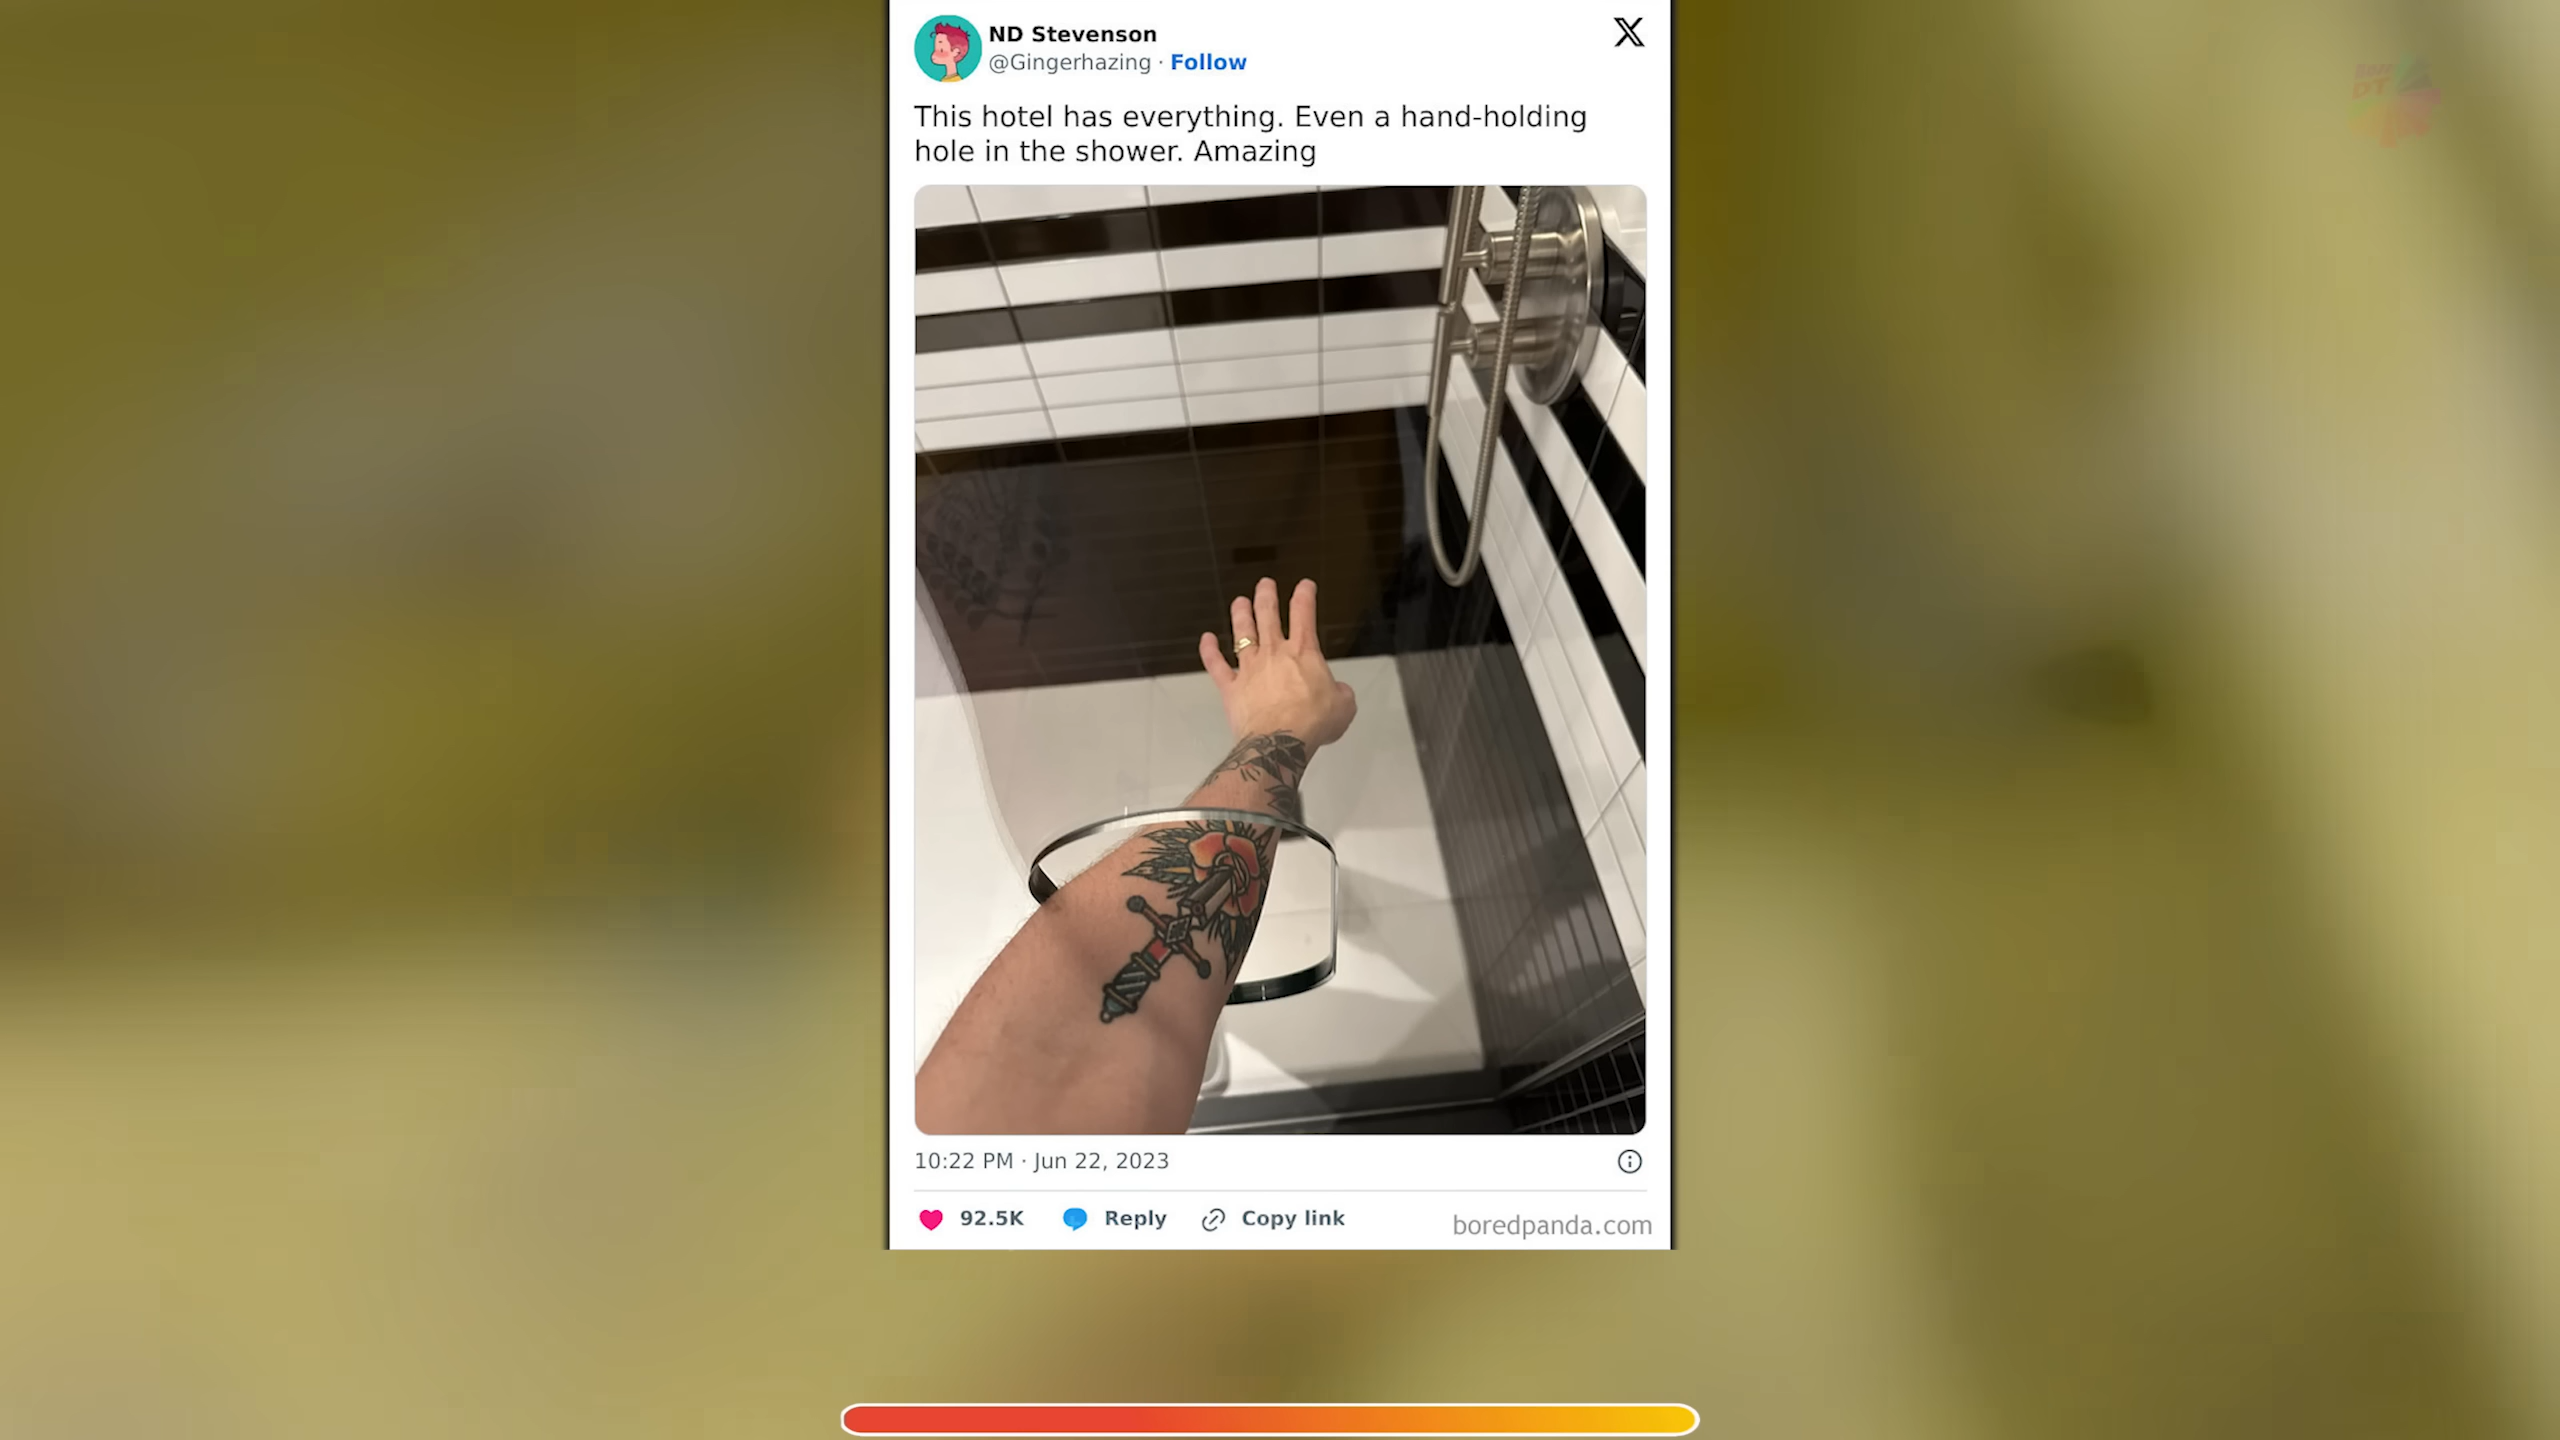 ND Stevenson
@Gingerhazing · Follow
This hotel has everything. Even a hand-holding
hole in the shower. Amazing
10:22 PM · Jun 22, 2023
92.5K
Reply
Copy link
boredpanda.com